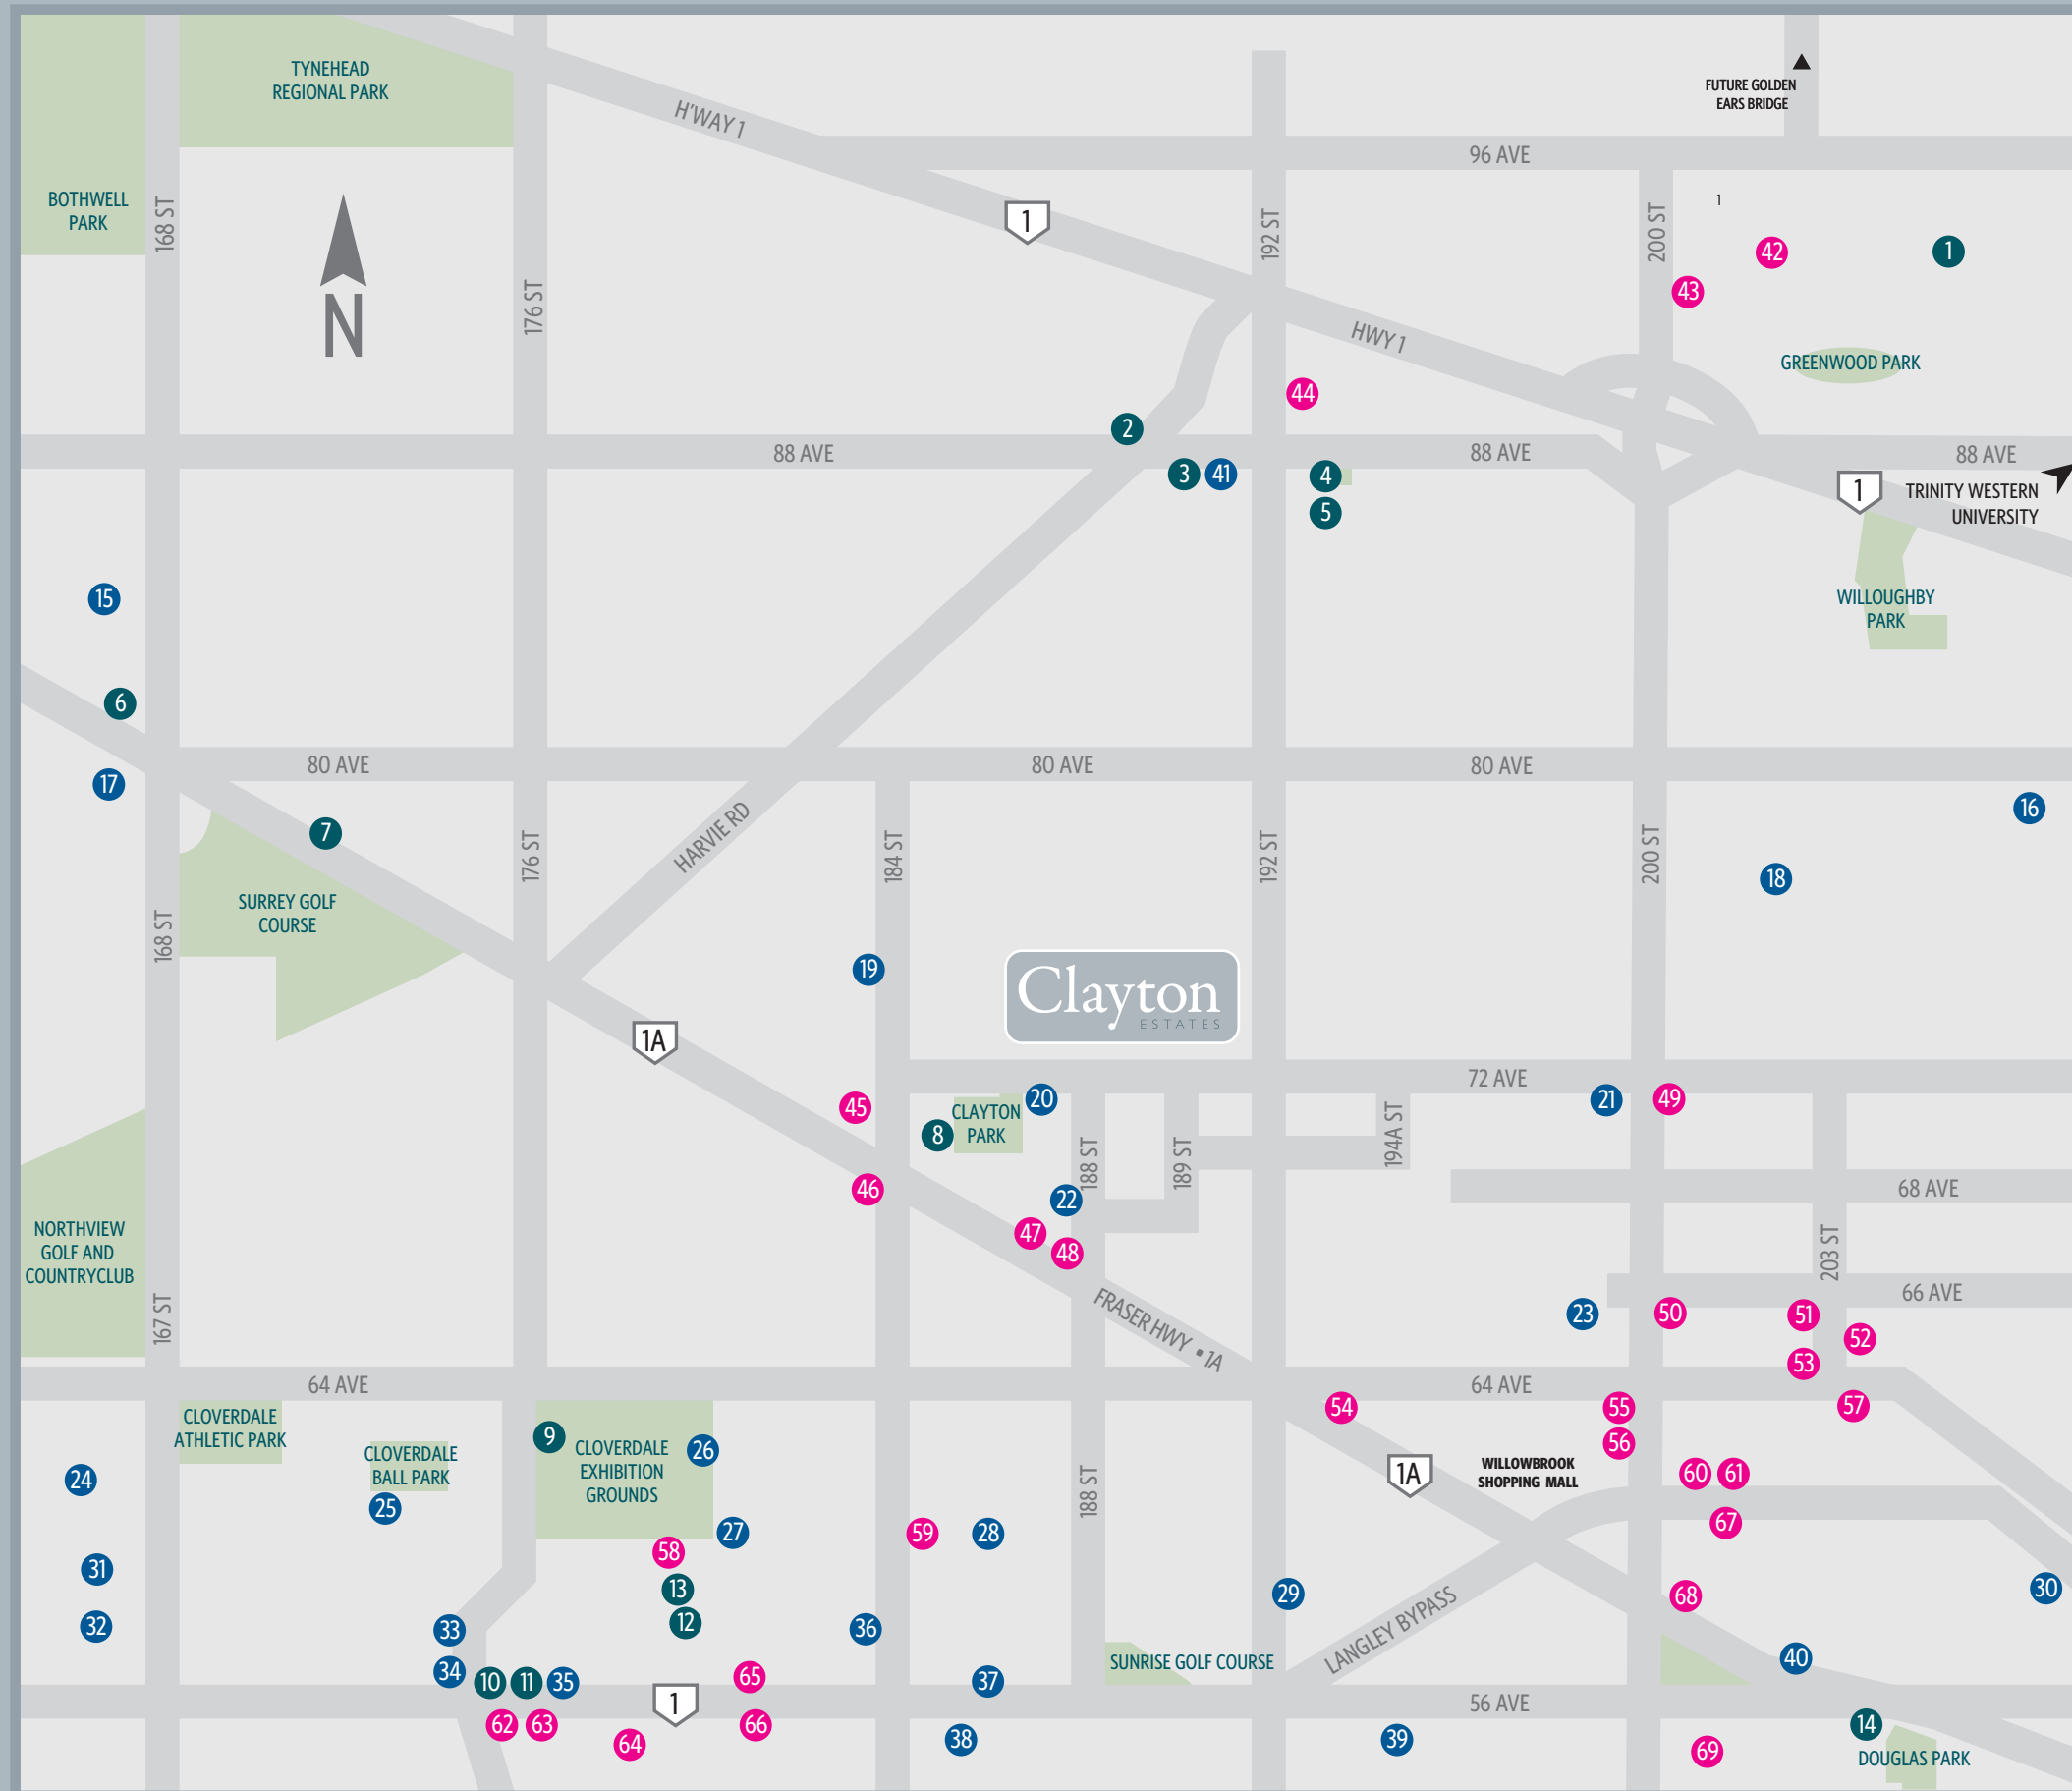 TYNEHEAD
REGIONAL PARK
H'WAY 1
FUTURE GOLDEN
EARS BRIDGE
96 AVE
BOTHWELL
PARK
168 ST
N
176 ST
1
192 ST
200 ST
1
42
1
43
HWY 1
GREENWOOD PARK
44
2
88 AVE
88 AVE
88 AVE
3
41
4
5
1
TRINITY WESTERN
UNIVERSITY
15
WILLOUGHBY
PARK
6
80 AVE
80 AVE
80 AVE
17
16
7
HARVIE RD
176 ST
184 ST
192 ST
200 ST
18
SURREY GOLF
COURSE
168 ST
19
Clayton
ESTATES
1A
72 AVE
45
20
21
49
CLAYTON
PARK
8
188 ST
189 ST
194A ST
46
22
68 AVE
47
48
NORTHVIEW
GOLF AND
COUNTRYCLUB
203 ST
167 ST
66 AVE
FRASER HWY • 1A
23
50
51
52
53
64 AVE
64 AVE
54
55
57
CLOVERDALE
ATHLETIC PARK
9
CLOVERDALE
EXHIBITION
GROUNDS
26
56
CLOVERDALE
BALL PARK
24
25
188 ST
1A
WILLOWBROOK
SHOPPING MALL
60
61
27
59
28
67
58
31
13
29
68
30
32
33
12
36
LANGLEY BYPASS
34
10
11
35
65
37
SUNRISE GOLF COURSE
40
1
56 AVE
62
63
64
66
38
39
69
14
DOUGLAS PARK